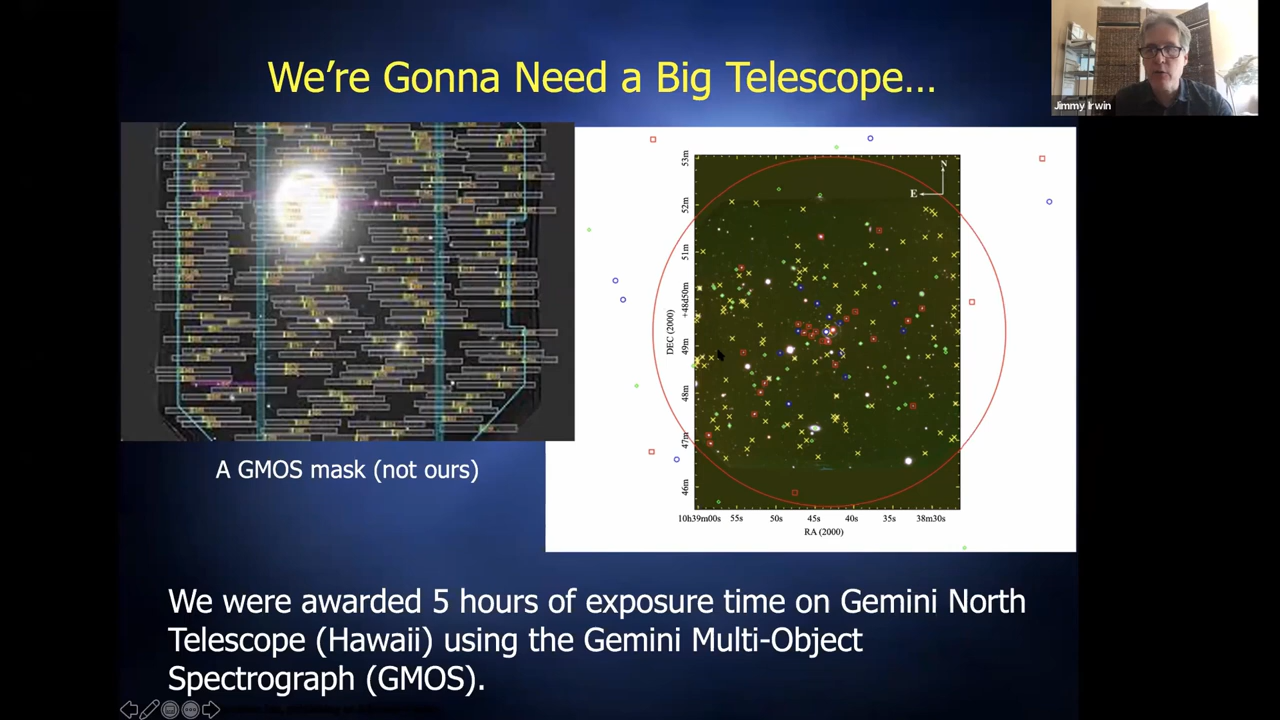 We're Gonna Need a Big Telescope...
Jimmy Irwin
53m
52m
51m
+48d50m
49m
48m
47m
46m
DEC (2000)
N
E
10h39m00s 55s 50s 45s 40s 35s 38m30s
RA (2000)
A GMOS mask (not ours)
We were awarded 5 hours of exposure time on Gemini North
Telescope (Hawaii) using the Gemini Multi-Object
Spectrograph (GMOS).